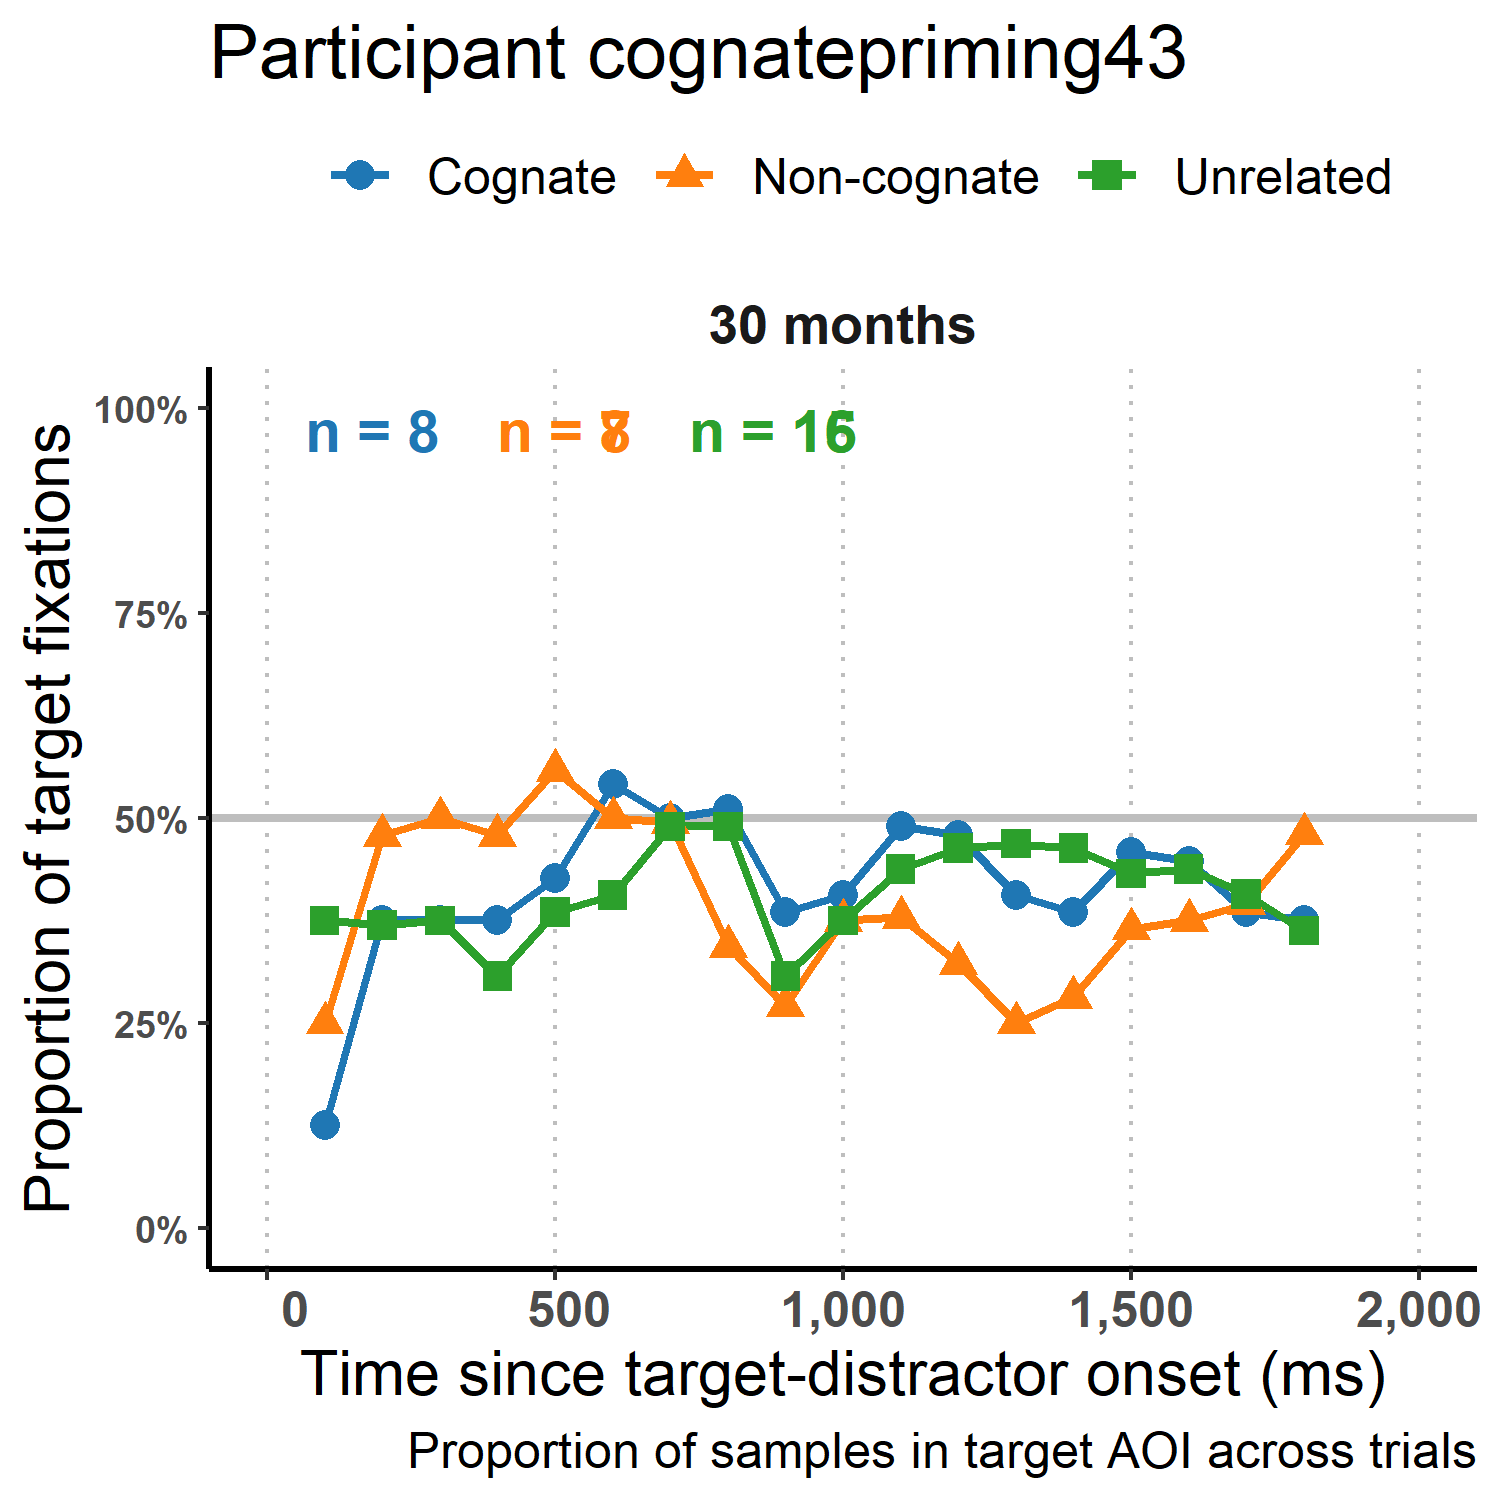 Participant cognatepriming43
Cognate Non-cognate Unrelated
30 months
100%
n = 8 n = n =
75%
50%
25%
0%
Proportion of target fixations
0 500 1,000 1,500 2,000
Time since target-distractor onset (ms)
Proportion of samples in target AOI across trials